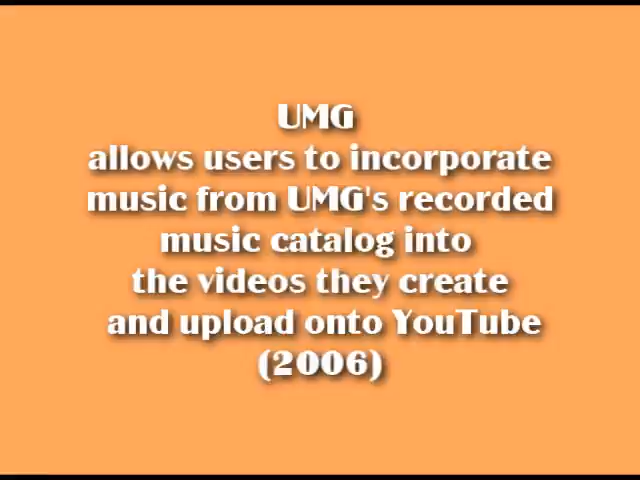 UMG
allows users to incorporate
music from UMG's recorded
music catalog into
the videos they create
and upload onto YouTube
(2006)